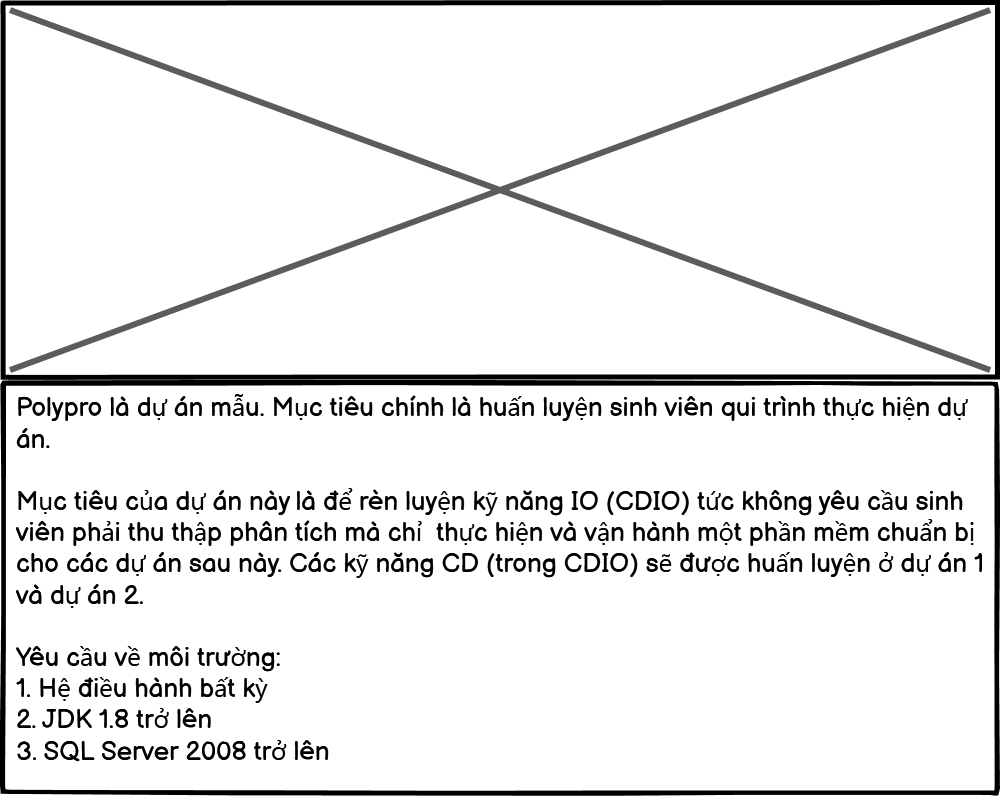 Polypro là dự án mẫu. Mục tiêu chính là huấn luyện sinh viên qui trình thực hiện dự
án.
Mục tiêu của dự án này là để rèn luyện kỹ năng IO (CDIO) tức không yêu cầu sinh
viên phải thu thập phân tích mà chỉ thực hiện và vận hành một phần mềm chuẩn bị
cho các dự án sau này. Các kỹ năng CD (trong CDIO) sẽ được huấn luyện ở dự án 1
và dự án 2.
Yêu cầu về môi trường:
1. Hệ điều hành bất kỳ
2. JDK 1.8 trở lên
3. SQL Server 2008 trở lên